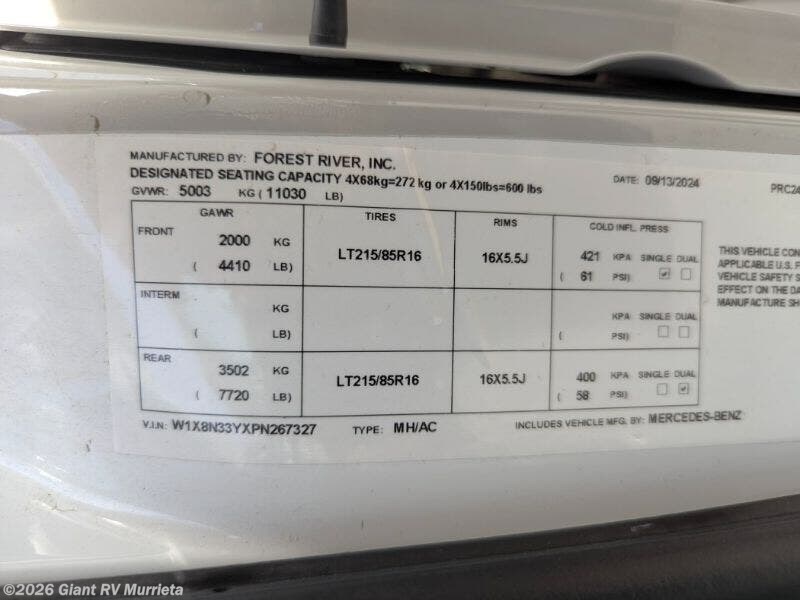 MANUFACTURED BY: FOREST RIVER, INC.
DESIGNATED SEATING CAPACITY 4X68kg=272 kg or 4X150lbs=600 lbs
DATE: 09/13/2024
PRC24
GVWR: 5003 KG ( 11030 LB)
GAWR TIRES RIMS COLD INFL. PRESS
FRONT
2000 KG LT215/85R16 16X5.5J 421 KPA SINGLE DUAL
( 4410 LB) ( 61 PSI)
INTERM
KG KPA SINGLE DUAL
( LB) ( PSI)
REAR
3502 KG LT215/85R16 16X5.5J 400 KPA SINGLE DUAL
( 7720 LB) ( 58 PSI)
THIS VEHICLE CON
APPLICABLE U.S. F
VEHICLE SAFETY S
EFFECT ON THE DA
MANUFACTURE SH
V.I.N: W1X8N33YXPN267327 TYPE: MH/AC INCLUDES VEHICLE MFG. BY: MERCEDES-BENZ
©2026 Giant RV Murrieta